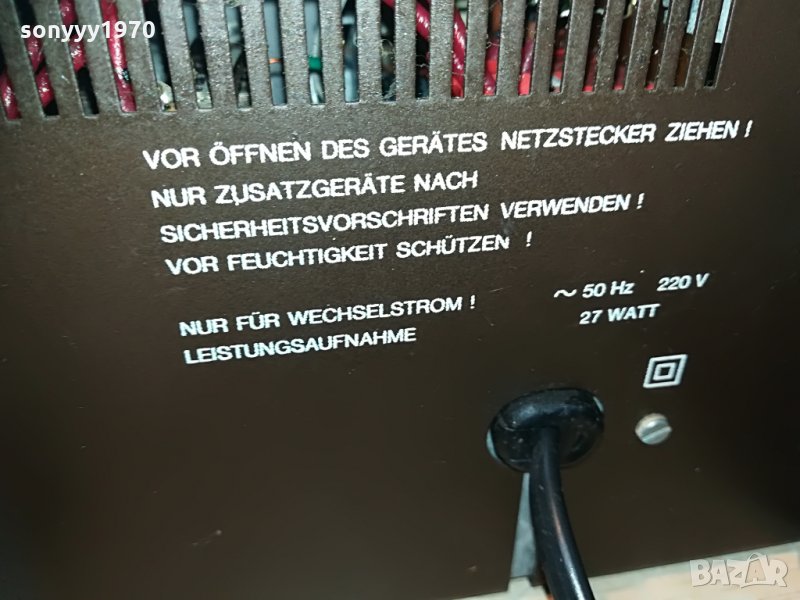 sonyyy1970
VOR ÖFFNEN DES GERÄTES NETZSTECKER ZIEHEN !
NUR ZUSATZGERÄTE NACH
SICHERHEITSVORSCHRIFTEN VERWENDEN !
VOR FEUCHTIGKEIT SCHÜTZEN !
NUR FÜR WECHSELSTROM ! ~ 50 Hz 220 V
LEISTUNGSAUFNAHME 27 WATT
BAZAR